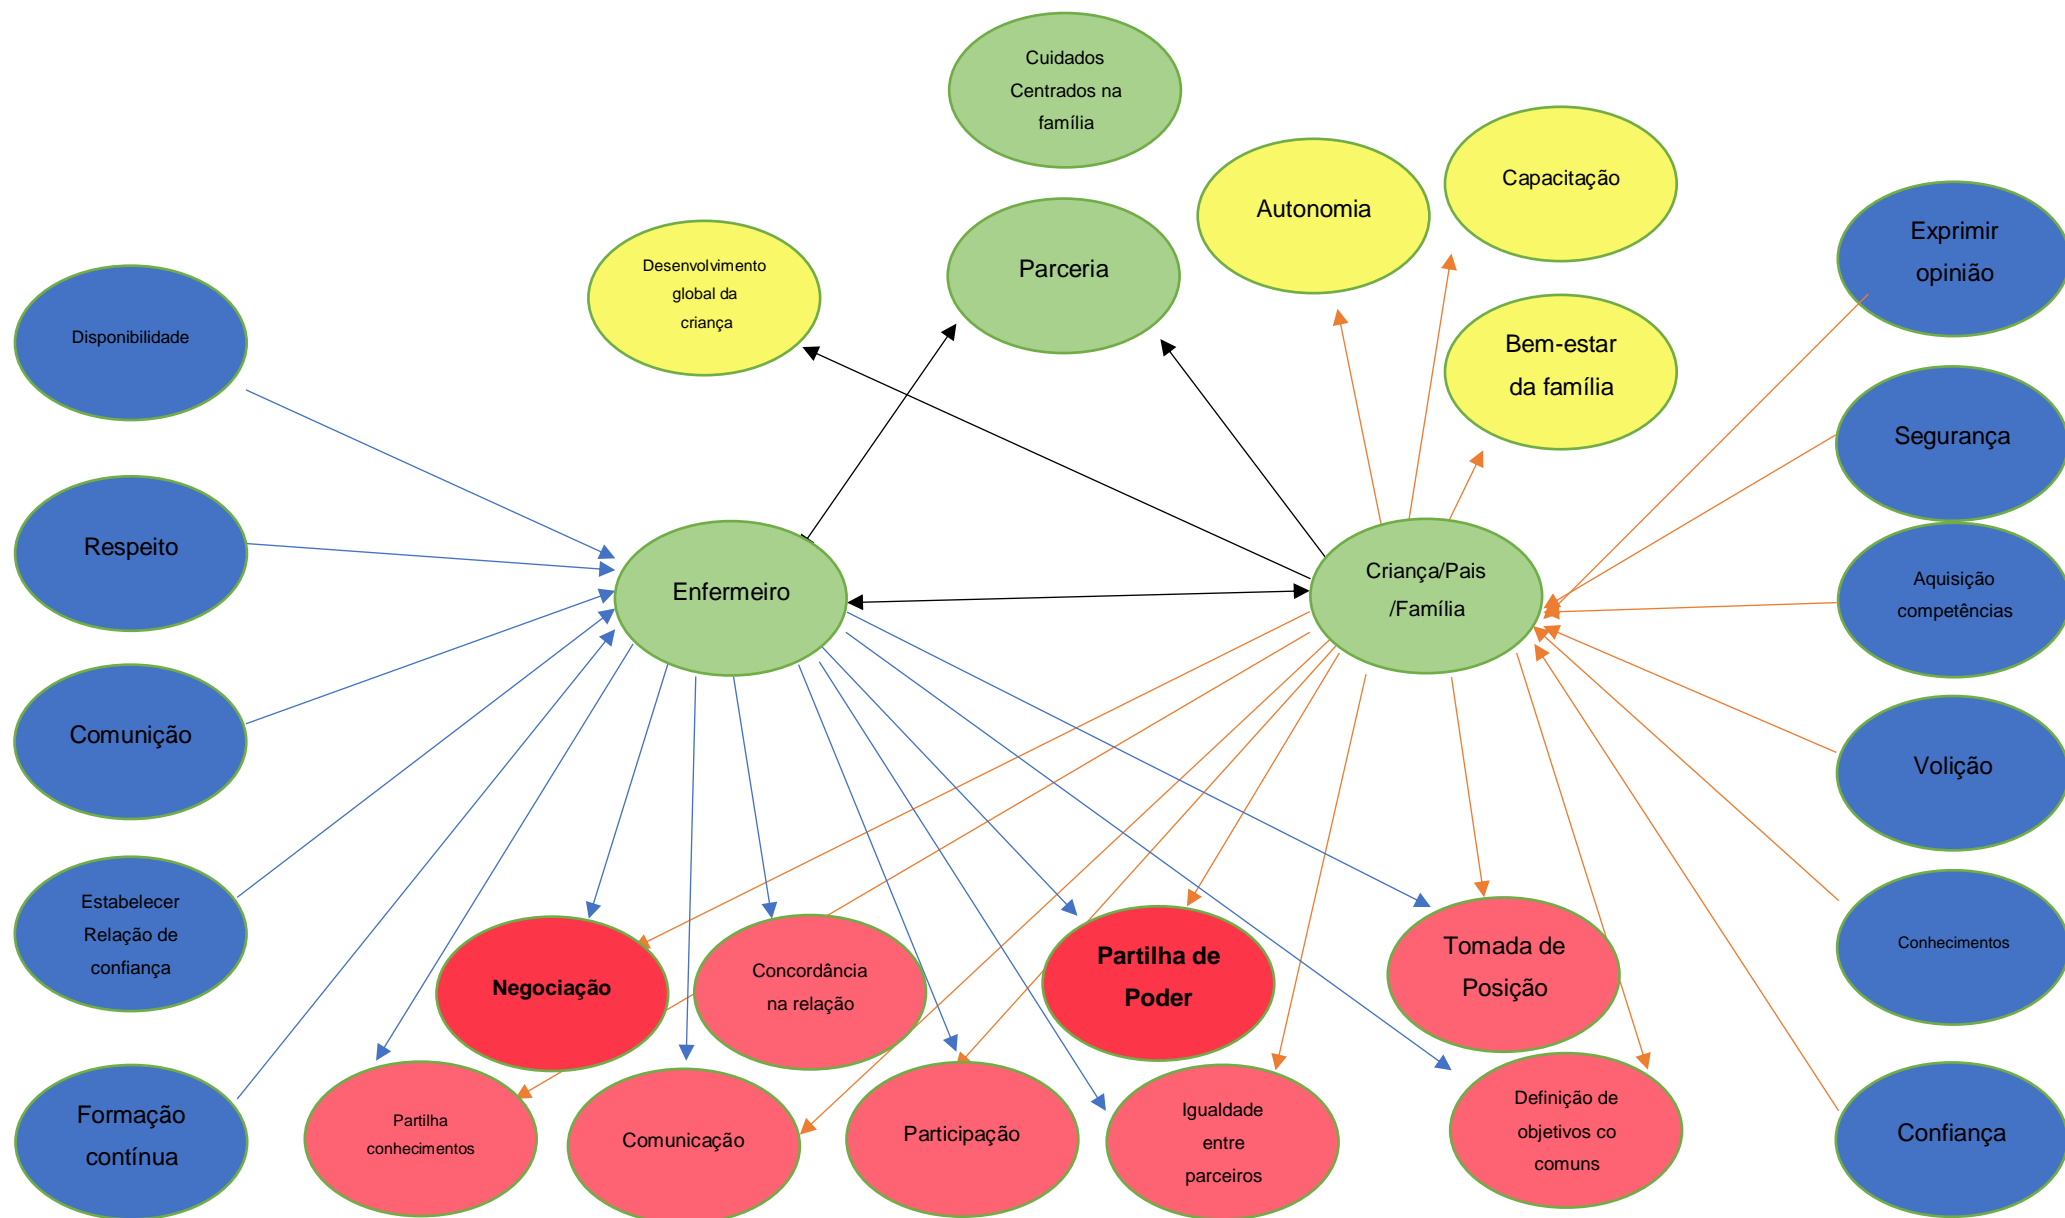 Cuidados
Centrados na
família
Capacitação
Autonomia
Exprimir
opinião
Parceria
Desenvolvimento
global da
criança
Disponibilidade
Bem-estar
da família
Segurança
Respeito
Enfermeiro
Criança/Pais
/Família
Aquisição
competências
Comunição
Volição
Estabelecer
Relação de
confiança
Negociação
Concordância
na relação
Partilha de
Poder
Tomada de
Posição
Conhecimentos
Formação
contínua
Partilha
conhecimentos
Comunicação
Participação
Igualdade
entre
parceiros
Definição de
objetivos co
comuns
Confiança